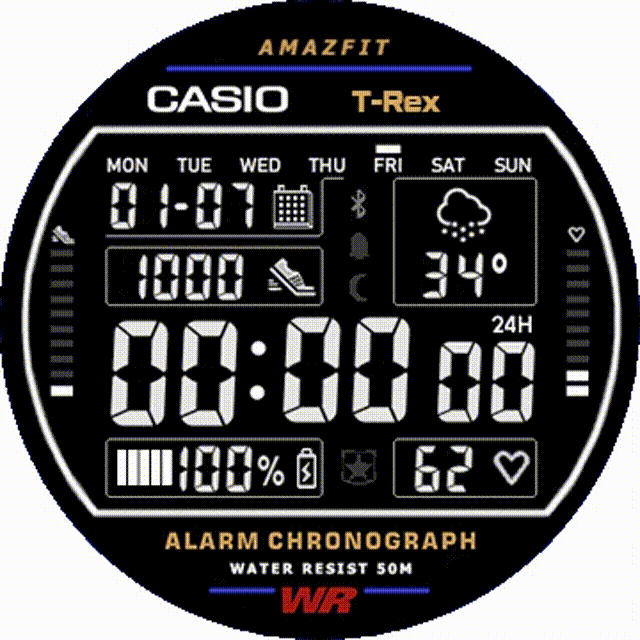 AMAZFIT
CASIO T-Rex
MON TUE WED THU FRI SAT SUN
01-07
1000 34°
24H
00:00 00
100% 62
ALARM CHRONOGRAPH
WATER RESIST 50M
WR